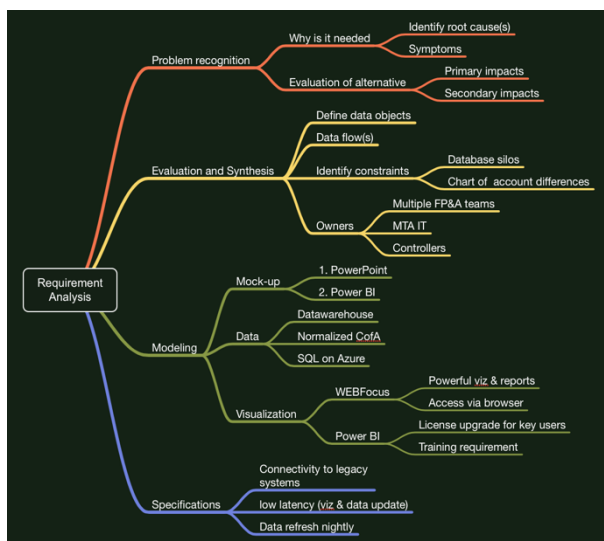 Requirement
Analysis
Problem recognition
Why is it needed
Identify root cause(s)
Symptoms
Evaluation of alternative
Primary impacts
Secondary impacts
Evaluation and Synthesis
Define data objects
Data flow(s)
Identify constraints
Database silos
Chart of account differences
Owners
Multiple FP&A teams
MTA IT
Controllers
Modeling
Mock-up
1. PowerPoint
2. Power BI
Data
Datawarehouse
Normalized CofA
SQL on Azure
Visualization
WEBFocus
Powerful viz & reports
Access via browser
Power BI
License upgrade for key users
Training requirement
Specifications
Connectivity to legacy
systems
low latency (viz & data update)
Data refresh nightly